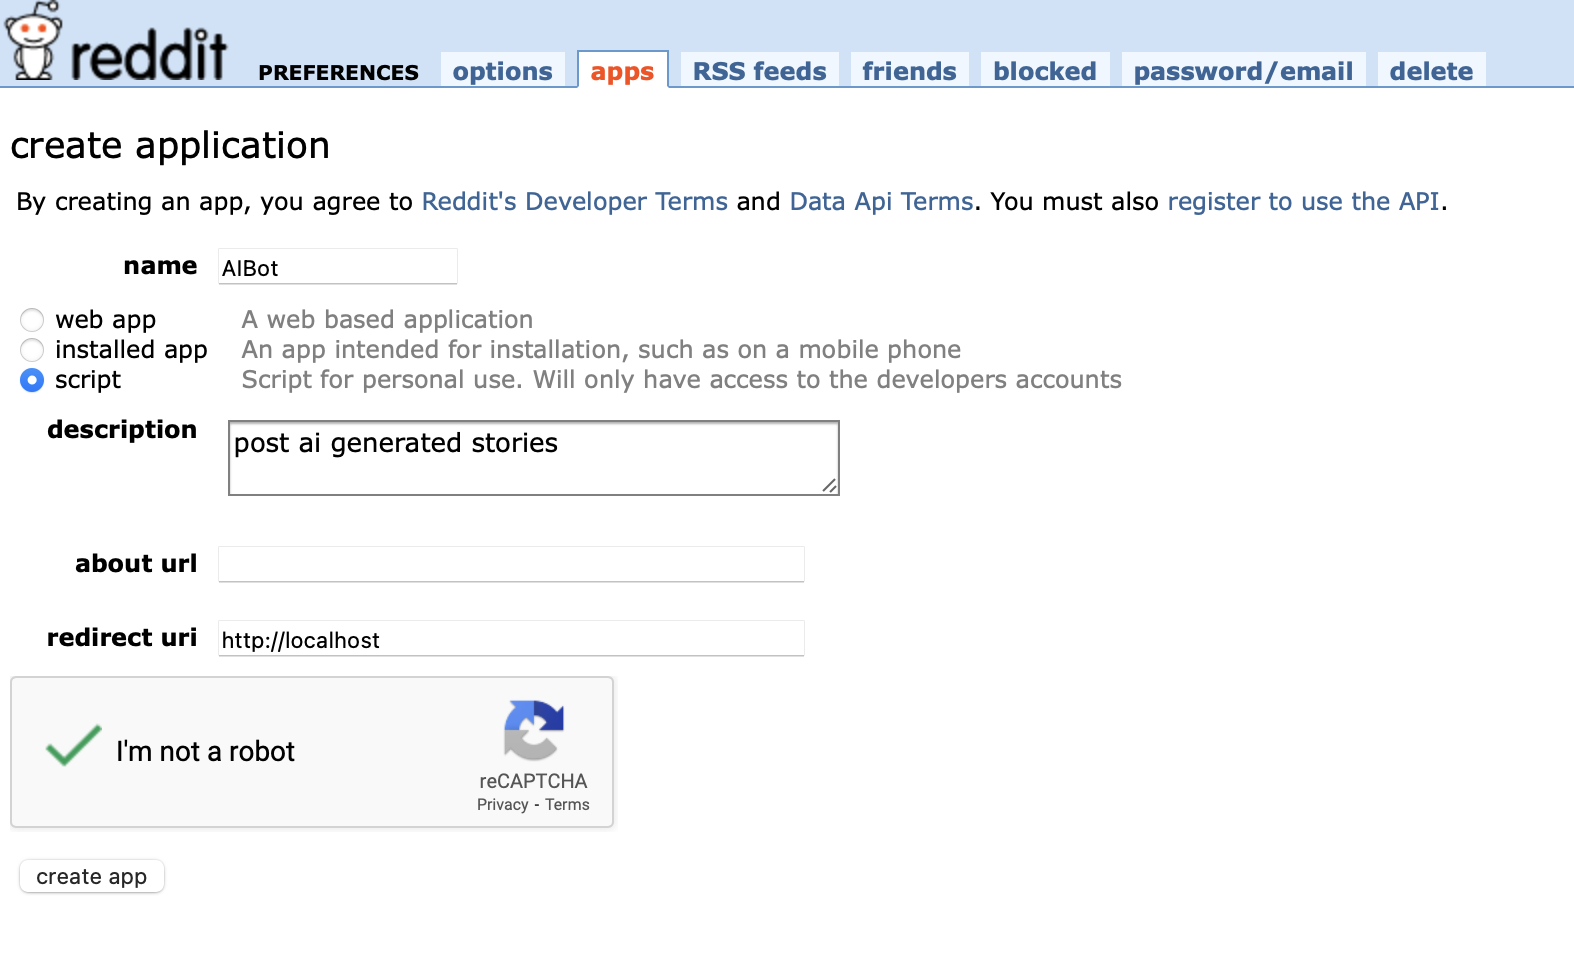 reddit PREFERENCES options apps RSS feeds friends blocked password/email delete
create application
By creating an app, you agree to Reddit's Developer Terms and Data Api Terms. You must also register to use the API.
name AIBot
web app A web based application
installed app An app intended for installation, such as on a mobile phone
script Script for personal use. Will only have access to the developers accounts
description post ai generated stories
about url
redirect uri http://localhost
I'm not a robot
reCAPTCHA
Privacy - Terms
create app